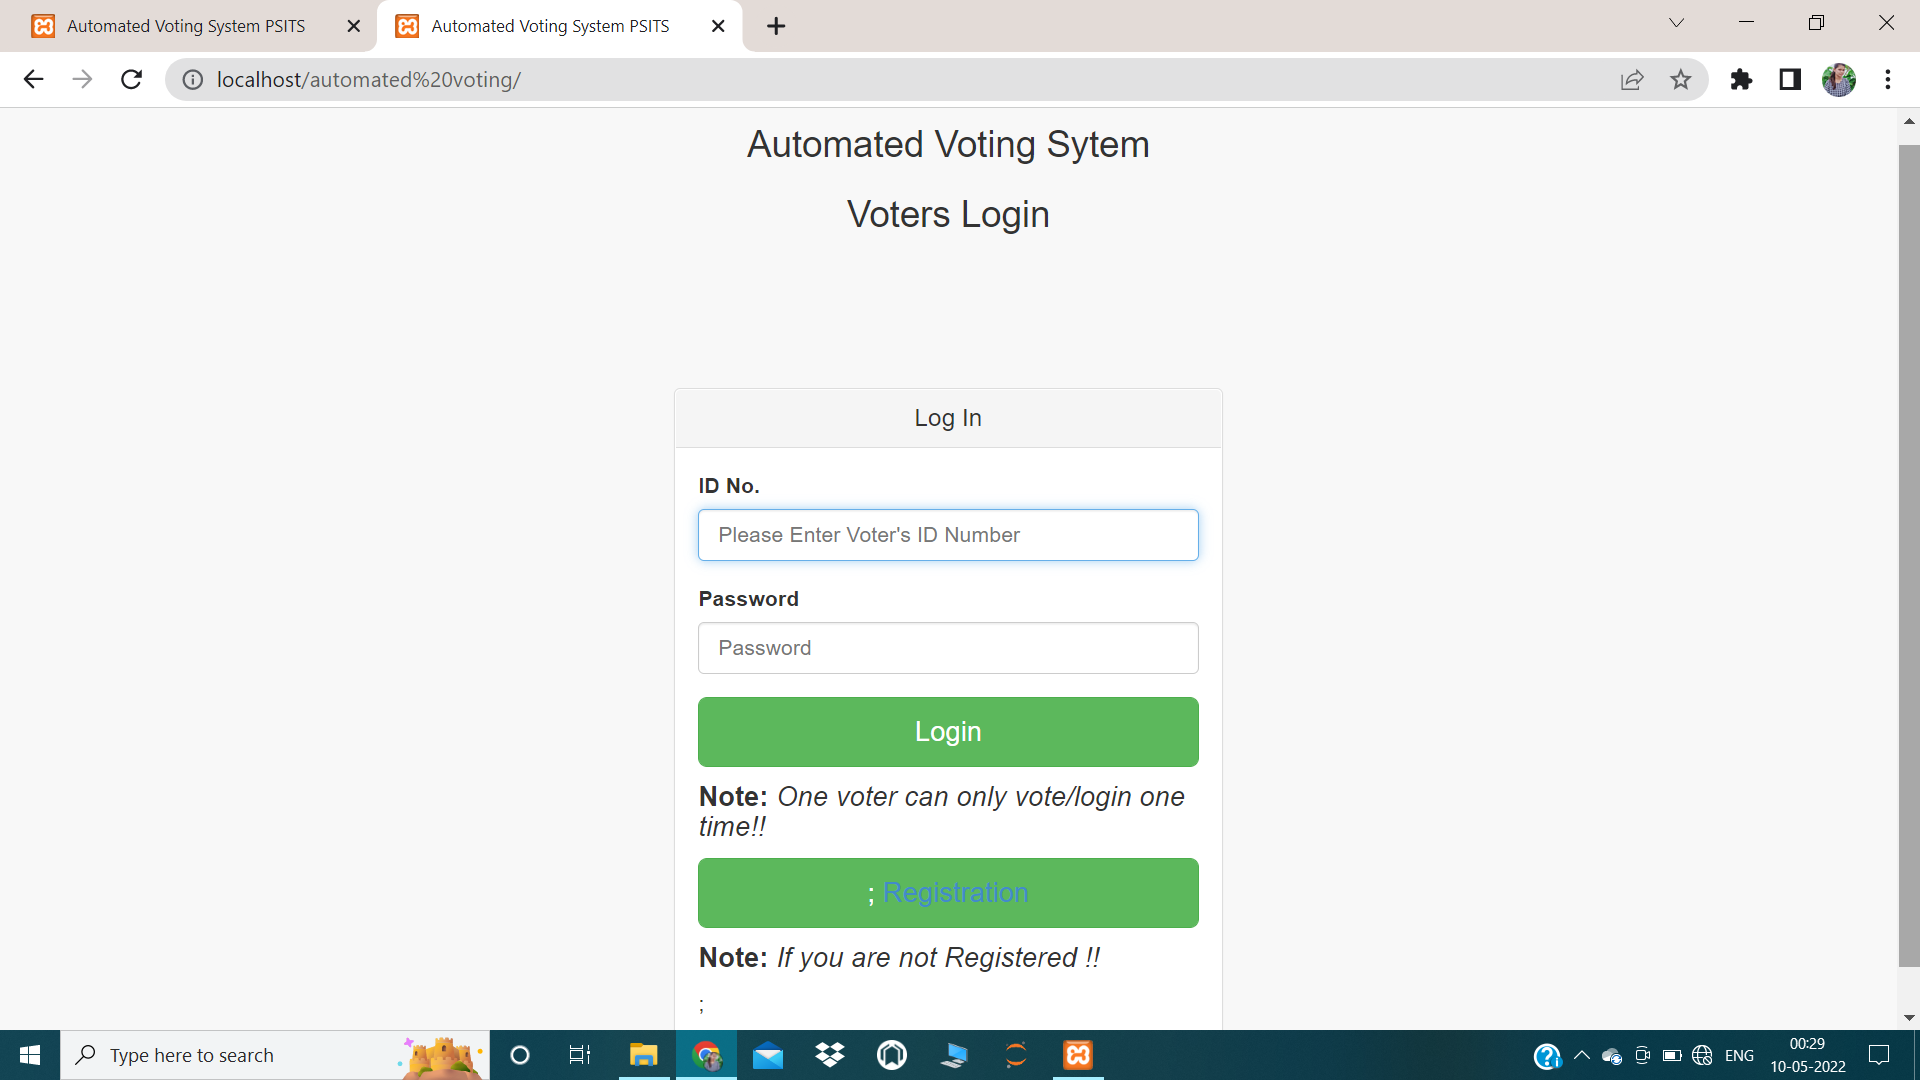 Automated Voting System PSITS
Automated Voting System PSITS
localhost/automated%20voting/
Automated Voting Sytem
Voters Login
Log In
ID No.
Please Enter Voter's ID Number
Password
Password
Login
Note: One voter can only vote/login one
time!!
; Registration
Note: If you are not Registered !!
;
Type here to search
ENG
00:29
10-05-2022